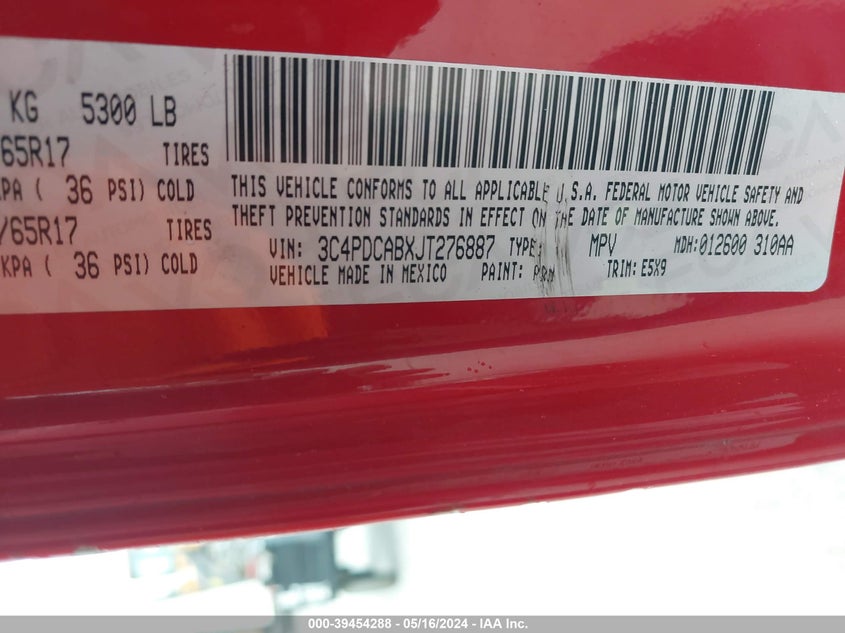 KG 5300 LB
/65R17 TIRES
KPA ( 36 PSI) COLD
/65R17 TIRES
KPA ( 36 PSI) COLD
THIS VEHICLE CONFORMS TO ALL APPLICABLE U.S.A. FEDERAL MOTOR VEHICLE SAFETY AND
THEFT PREVENTION STANDARDS IN EFFECT ON THE DATE OF MANUFACTURE SHOWN ABOVE.
VIN: 3C4PDCABXJT276887 TYPE: MPV MDH:012600 310AA
VEHICLE MADE IN MEXICO PAINT: PRM TRIM: E5X9
000-39454288 - 05/16/2024 - IAA Inc.